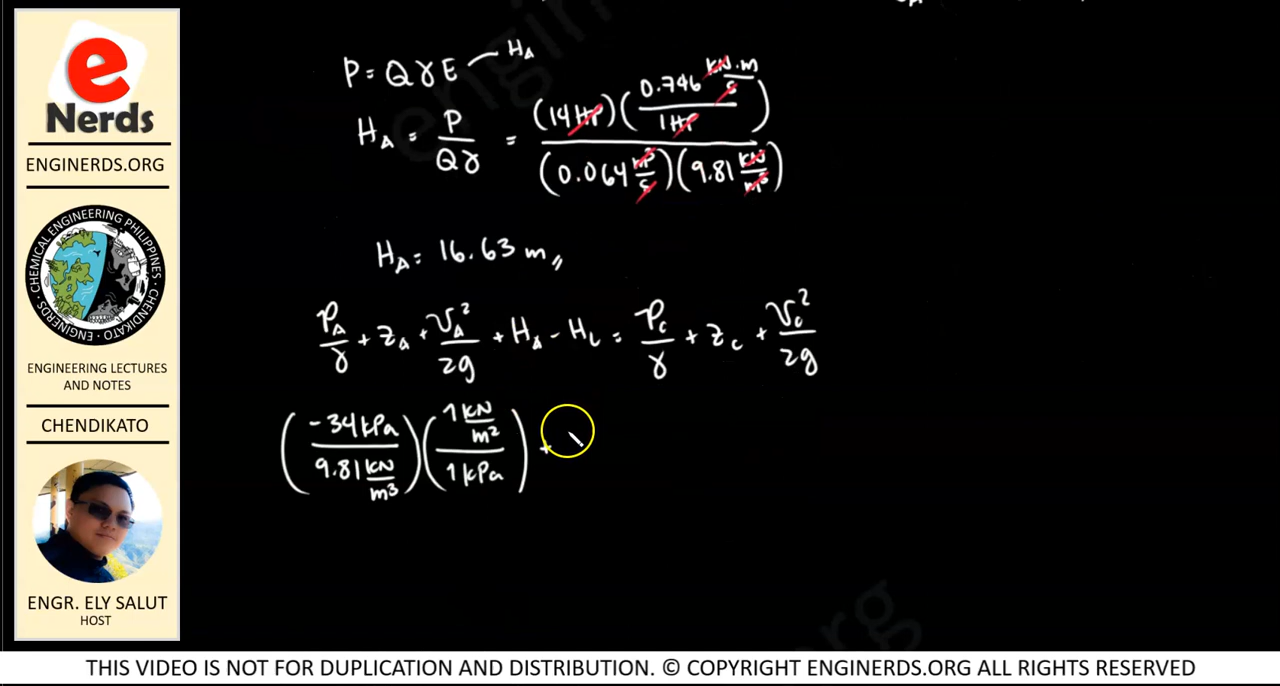 e
Nerds
ENGINERDS.ORG
CHEMICAL ENGINEERING PHILIPPINES • CHENDIKATO • ENGINERDS •
ENGINEERING LECTURES
AND NOTES
CHENDIKATO
ENGR. ELY SALUT
HOST
P = QγE — H_A
H_A = P/(Qγ) = (14 HP)(0.746 (kN·m/s)/(1 HP)) / ((0.064 m³/s)(9.81 kN/m³))
H_A = 16.63 m,,
P_A/γ + z_A + V_A²/2g + H_A - H_L = P_C/γ + z_C + V_C²/2g
(-34 kPa / 9.81 kN/m³)(1 kN/m² / 1 kPa) +
THIS VIDEO IS NOT FOR DUPLICATION AND DISTRIBUTION. © COPYRIGHT ENGINERDS.ORG ALL RIGHTS RESERVED